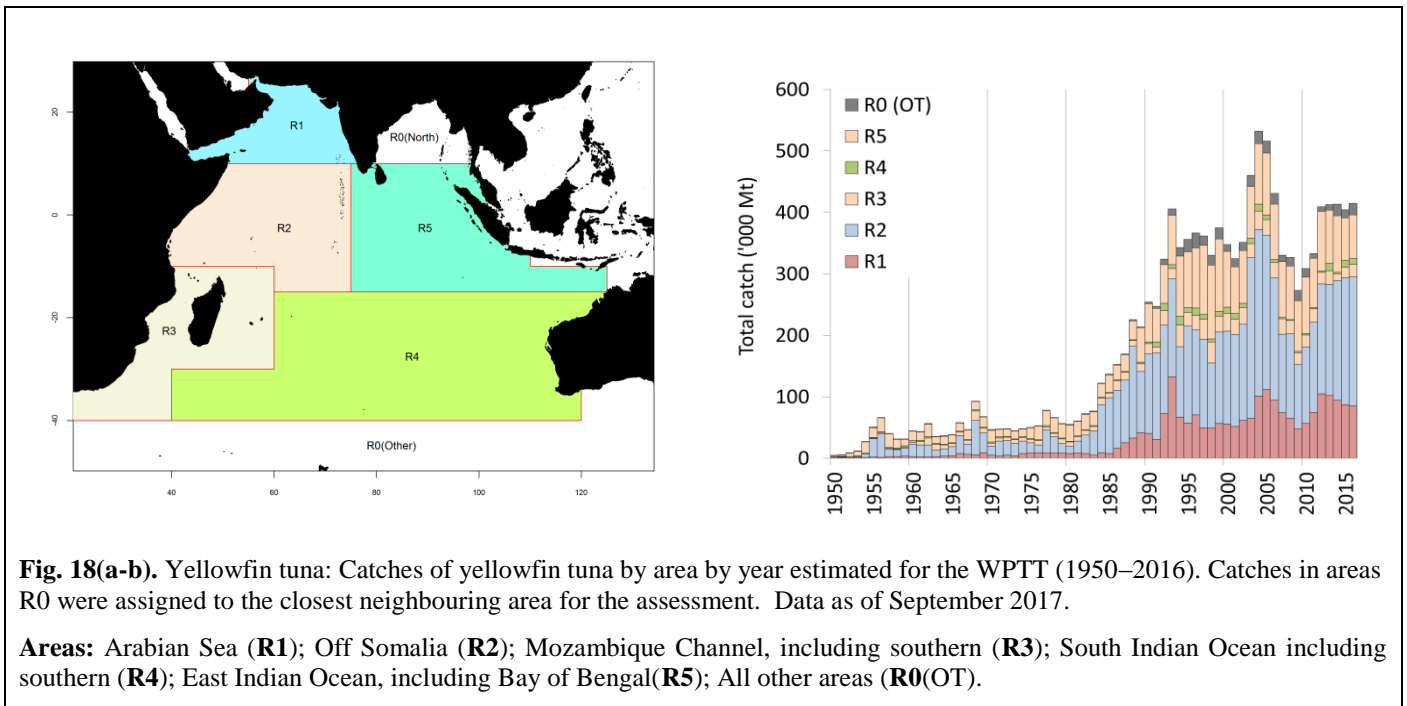 R1
R0(North)
R2
R5
R3
R4
R0(Other)
20
0
-20
-40
40
60
80
100
120
Total catch ('000 Mt)
600
500
400
300
200
100
0
R0 (OT)
R5
R4
R3
R2
R1
1950
1955
1960
1965
1970
1975
1980
1985
1990
1995
2000
2005
2010
2015
Fig. 18(a-b). Yellowfin tuna: Catches of yellowfin tuna by area by year estimated for the WPTT (1950–2016). Catches in areas
R0 were assigned to the closest neighbouring area for the assessment. Data as of September 2017.
Areas: Arabian Sea (R1); Off Somalia (R2); Mozambique Channel, including southern (R3); South Indian Ocean including
southern (R4); East Indian Ocean, including Bay of Bengal(R5); All other areas (R0(OT).